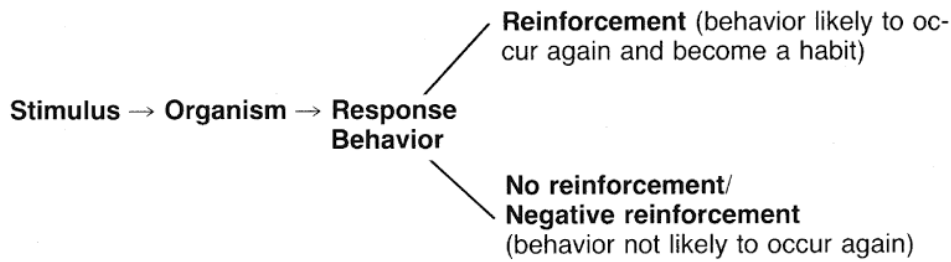 Reinforcement (behavior likely to oc-
cur again and become a habit)
Stimulus → Organism → Response
Behavior
No reinforcement/
Negative reinforcement
(behavior not likely to occur again)